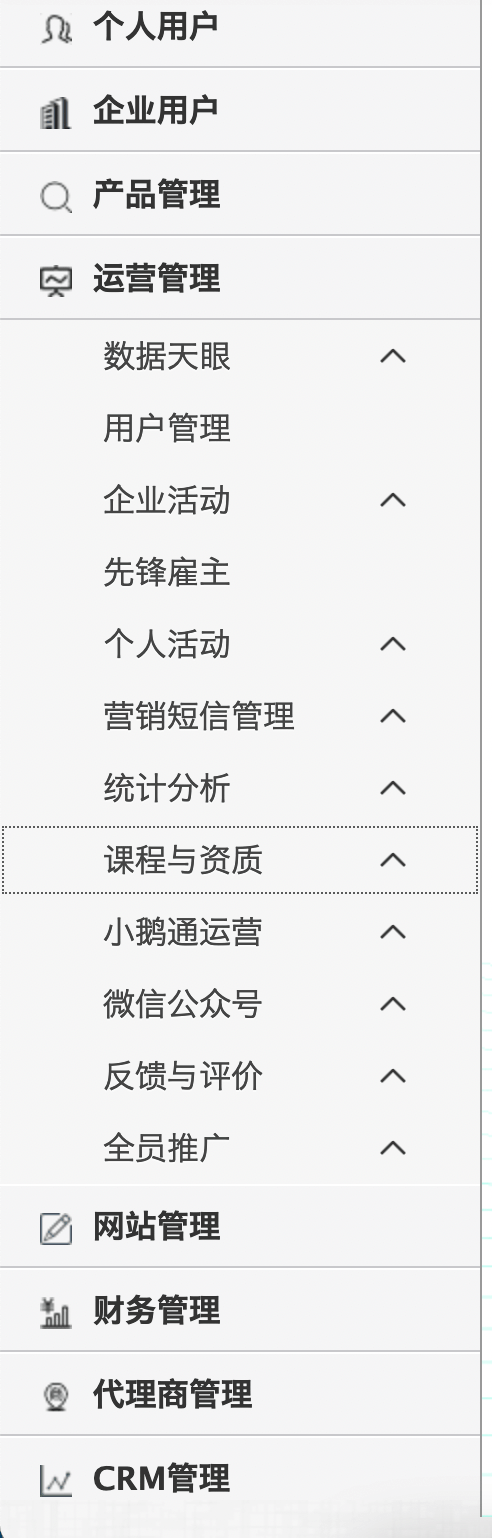 个人用户
企业用户
产品管理
运营管理
数据天眼
用户管理
企业活动
先锋雇主
个人活动
营销短信管理
统计分析
课程与资质
小鹅通运营
微信公众号
反馈与评价
全员推广
网站管理
财务管理
代理商管理
CRM管理